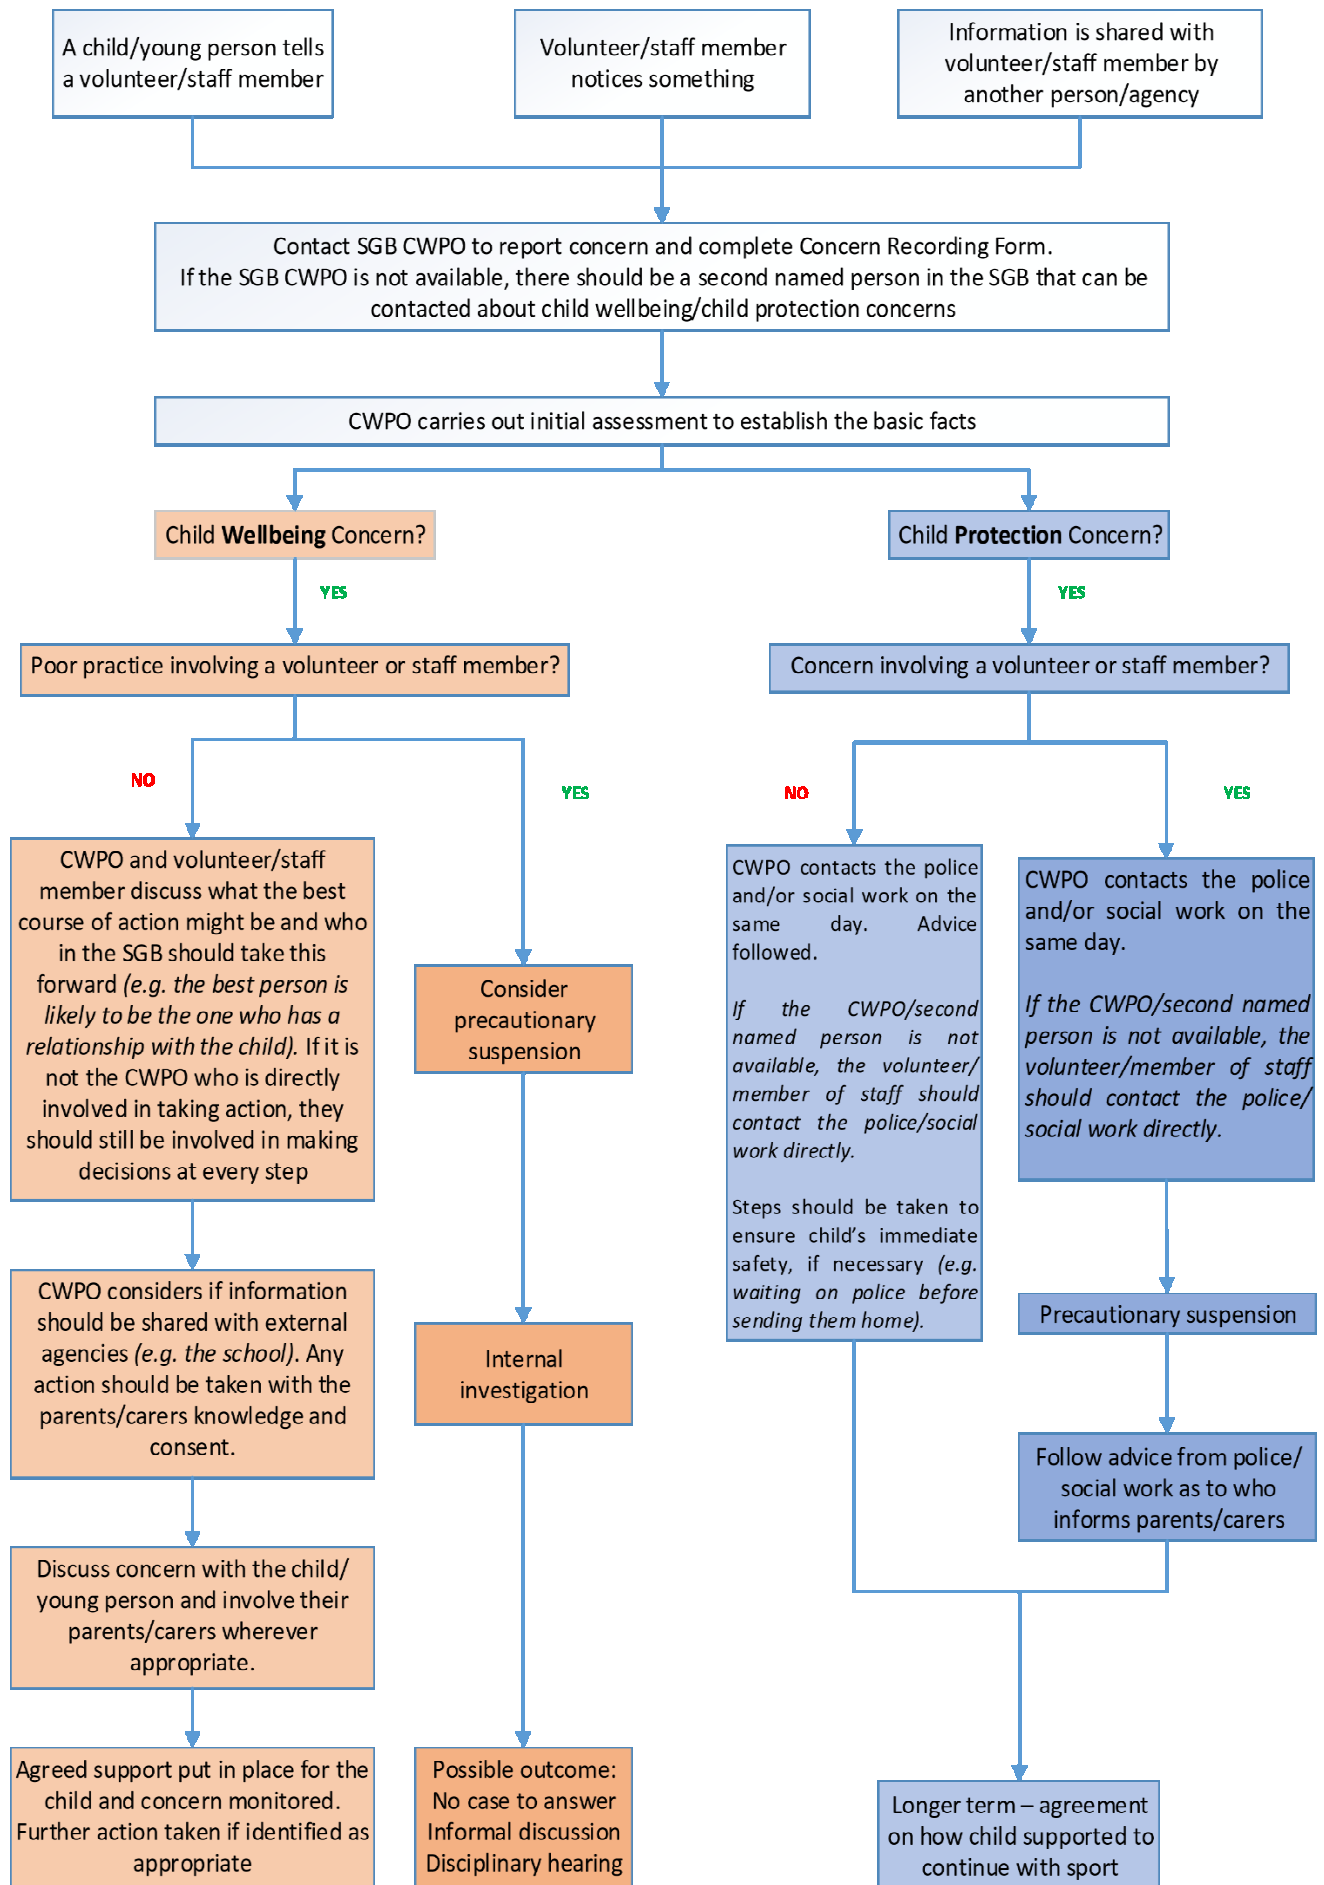 A child/young person tells
a volunteer/staff member
Volunteer/staff member
notices something
Information is shared with
volunteer/staff member by
another person/agency
Contact SGB CWPO to report concern and complete Concern Recording Form.
If the SGB CWPO is not available, there should be a second named person in the SGB that can be
contacted about child wellbeing/child protection concerns
CWPO carries out initial assessment to establish the basic facts
Child Wellbeing Concern?
Child Protection Concern?
YES
YES
Poor practice involving a volunteer or staff member?
Concern involving a volunteer or staff member?
NO
YES
NO
YES
CWPO and volunteer/staff
member discuss what the best
course of action might be and who
in the SGB should take this
forward (e.g. the best person is
likely to be the one who has a
relationship with the child). If it is
not the CWPO who is directly
involved in taking action, they
should still be involved in making
decisions at every step
CWPO considers if information
should be shared with external
agencies (e.g. the school). Any
action should be taken with the
parents/carers knowledge and
consent.
Discuss concern with the child/
young person and involve their
parents/carers wherever
appropriate.
Agreed support put in place for the
child and concern monitored.
Further action taken if identified as
appropriate
Consider
precautionary
suspension
Internal
investigation
Possible outcome:
No case to answer
Informal discussion
Disciplinary hearing
CWPO contacts the police
and/or social work on the
same day. Advice
followed.
If the CWPO/second
named person is not
available, the volunteer/
member of staff should
contact the police/social
work directly.
Steps should be taken to
ensure child's immediate
safety, if necessary (e.g.
waiting on police before
sending them home).
CWPO contacts the police
and/or social work on the
same day.
If the CWPO/second named
person is not available, the
volunteer/member of staff
should contact the police/
social work directly.
Precautionary suspension
Follow advice from police/
social work as to who
informs parents/carers
Longer term – agreement
on how child supported to
continue with sport